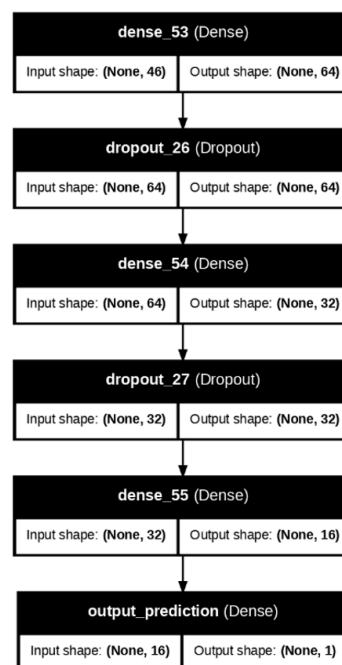 dense_53 (Dense)
Input shape: (None, 46) Output shape: (None, 64)
dropout_26 (Dropout)
Input shape: (None, 64) Output shape: (None, 64)
dense_54 (Dense)
Input shape: (None, 64) Output shape: (None, 32)
dropout_27 (Dropout)
Input shape: (None, 32) Output shape: (None, 32)
dense_55 (Dense)
Input shape: (None, 32) Output shape: (None, 16)
output_prediction (Dense)
Input shape: (None, 16) Output shape: (None, 1)